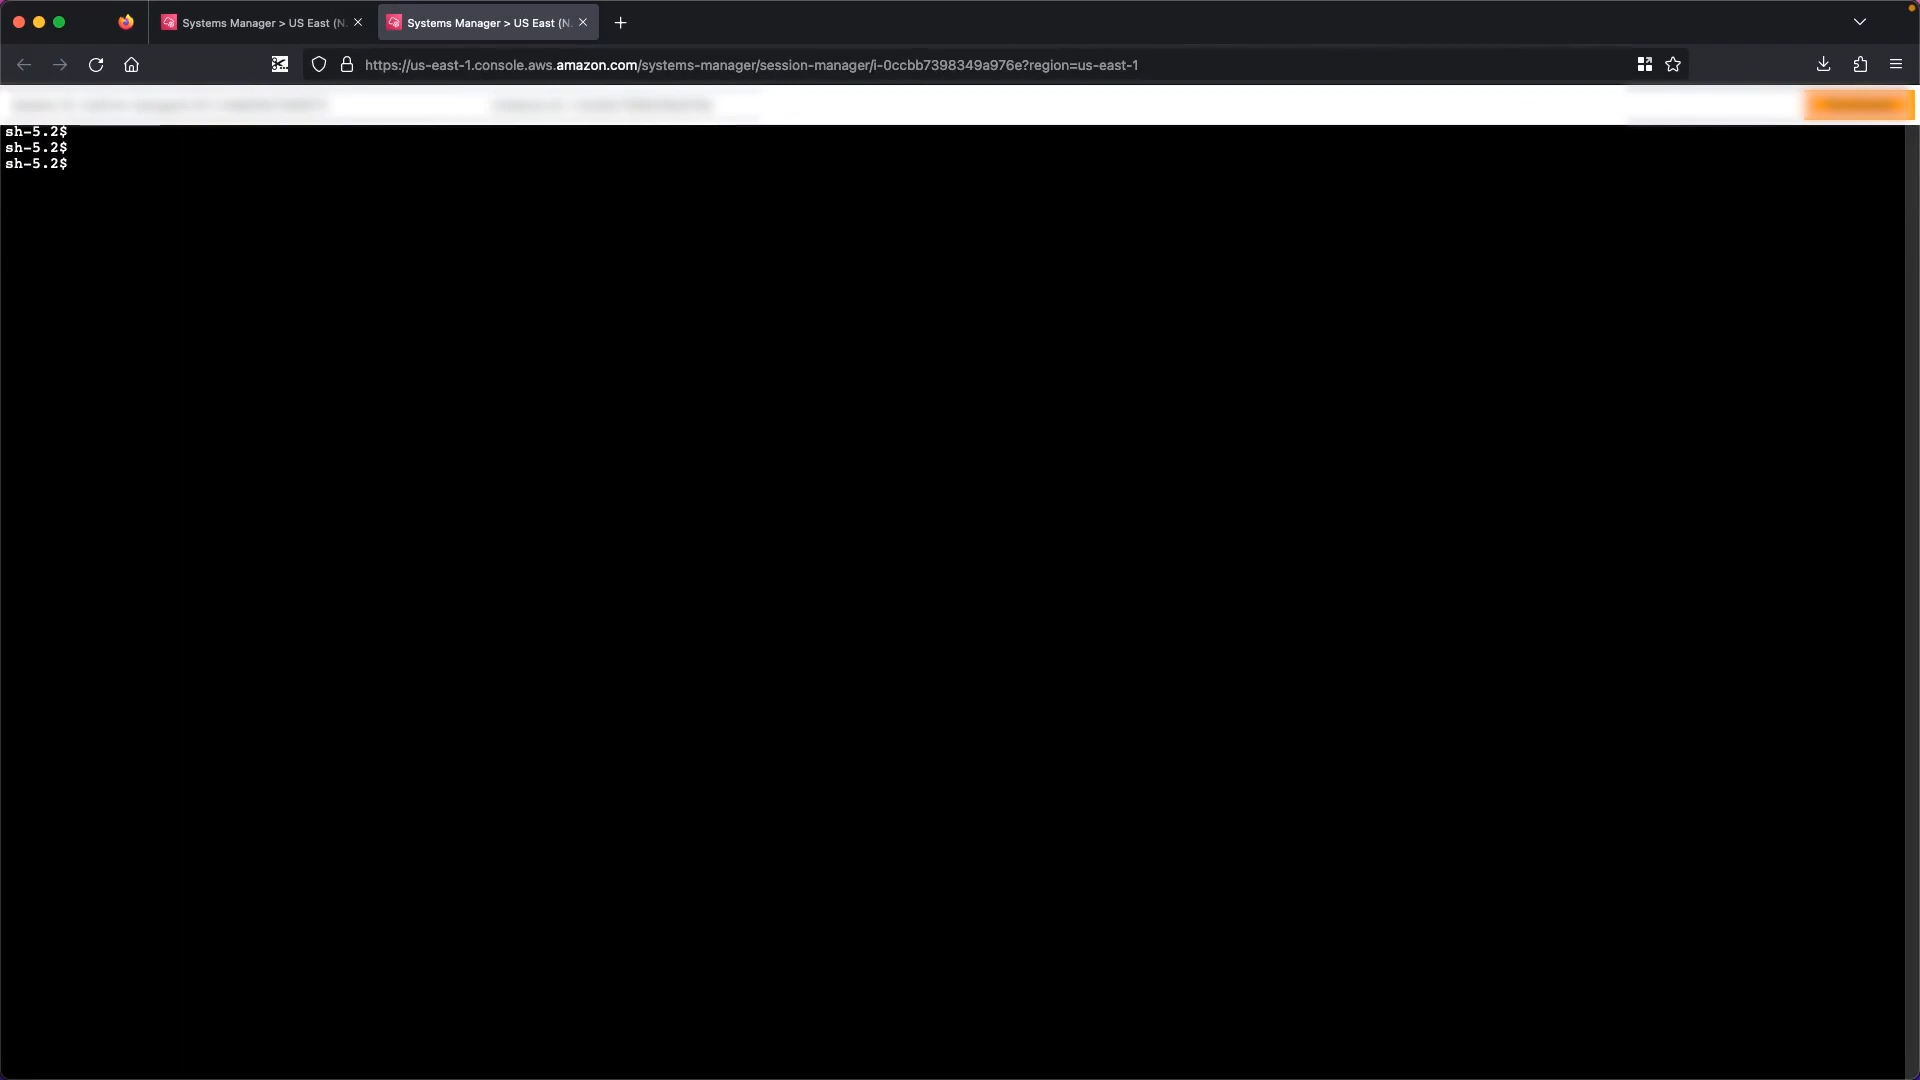 Systems Manager > US East (N.
Systems Manager > US East (N.
https://us-east-1.console.aws.amazon.com/systems-manager/session-manager/i-0ccbb7398349a976e?region=us-east-1
sh-5.2$
sh-5.2$
sh-5.2$